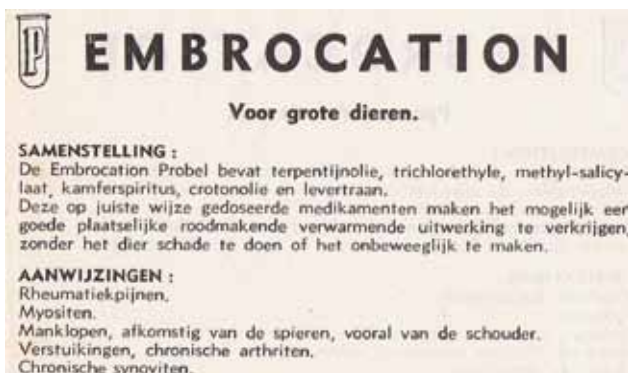 P
EMBROCATION
Voor grote dieren.
SAMENSTELLING :
De Embrocation Probel bevat terpentijnolie, trichlorethyle, methyl-salicy-
laat, kamferspiritus, crotonolie en levertraan.
Deze op juiste wijze gedoseerde medikamenten maken het mogelijk een
goede plaatselijke roodmakende verwarmende uitwerking te verkrijgen,
zonder het dier schade te doen of het onbeweeglijk te maken.
AANWIJZINGEN :
Rheumatiekpijnen.
Myositen.
Manklopen, afkomstig van de spieren, vooral van de schouder.
Verstuikingen, chronische arthriten.
Chronische synoviten.